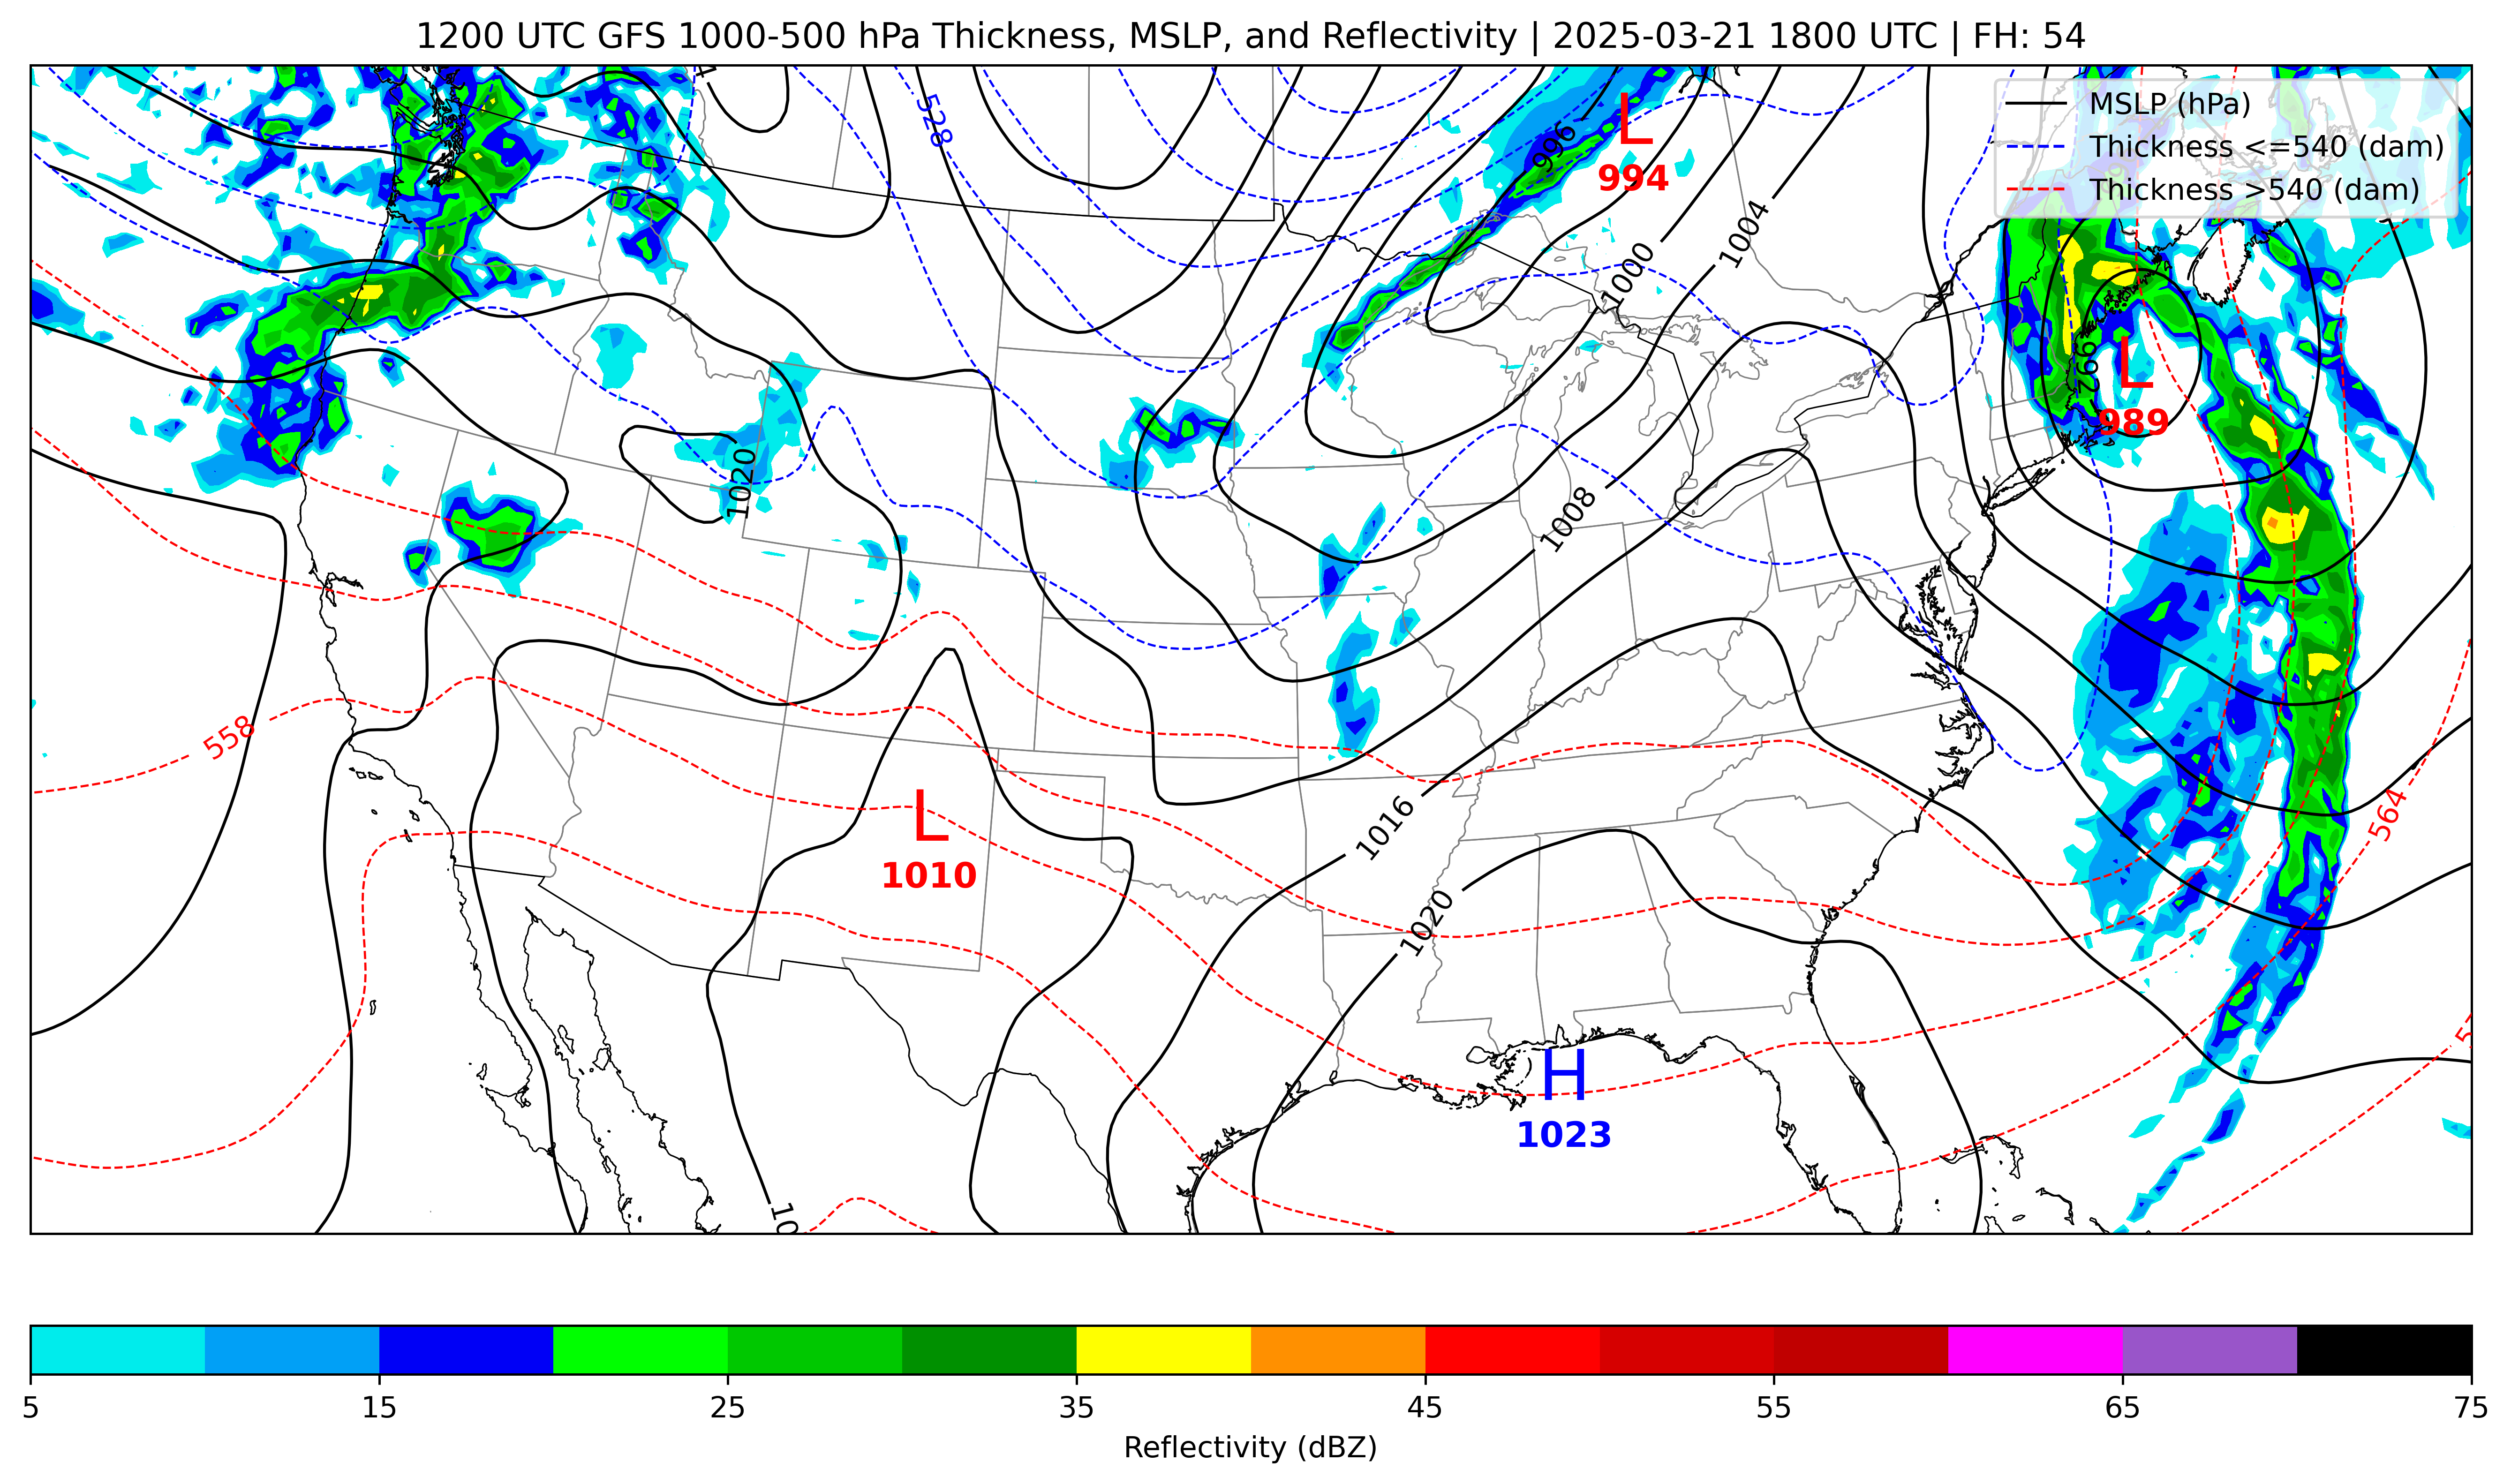 1200 UTC GFS 1000-500 hPa Thickness, MSLP, and Reflectivity | 2025-03-21 1800 UTC | FH: 54
MSLP (hPa)
Thickness <=540 (dam)
Thickness >540 (dam)
528
996
L
994
1004
1000
992
L
989
1020
1008
558
L
1010
1016
564
1020
H
1023
10
5 15 25 35 45 55 65 75
Reflectivity (dBZ)